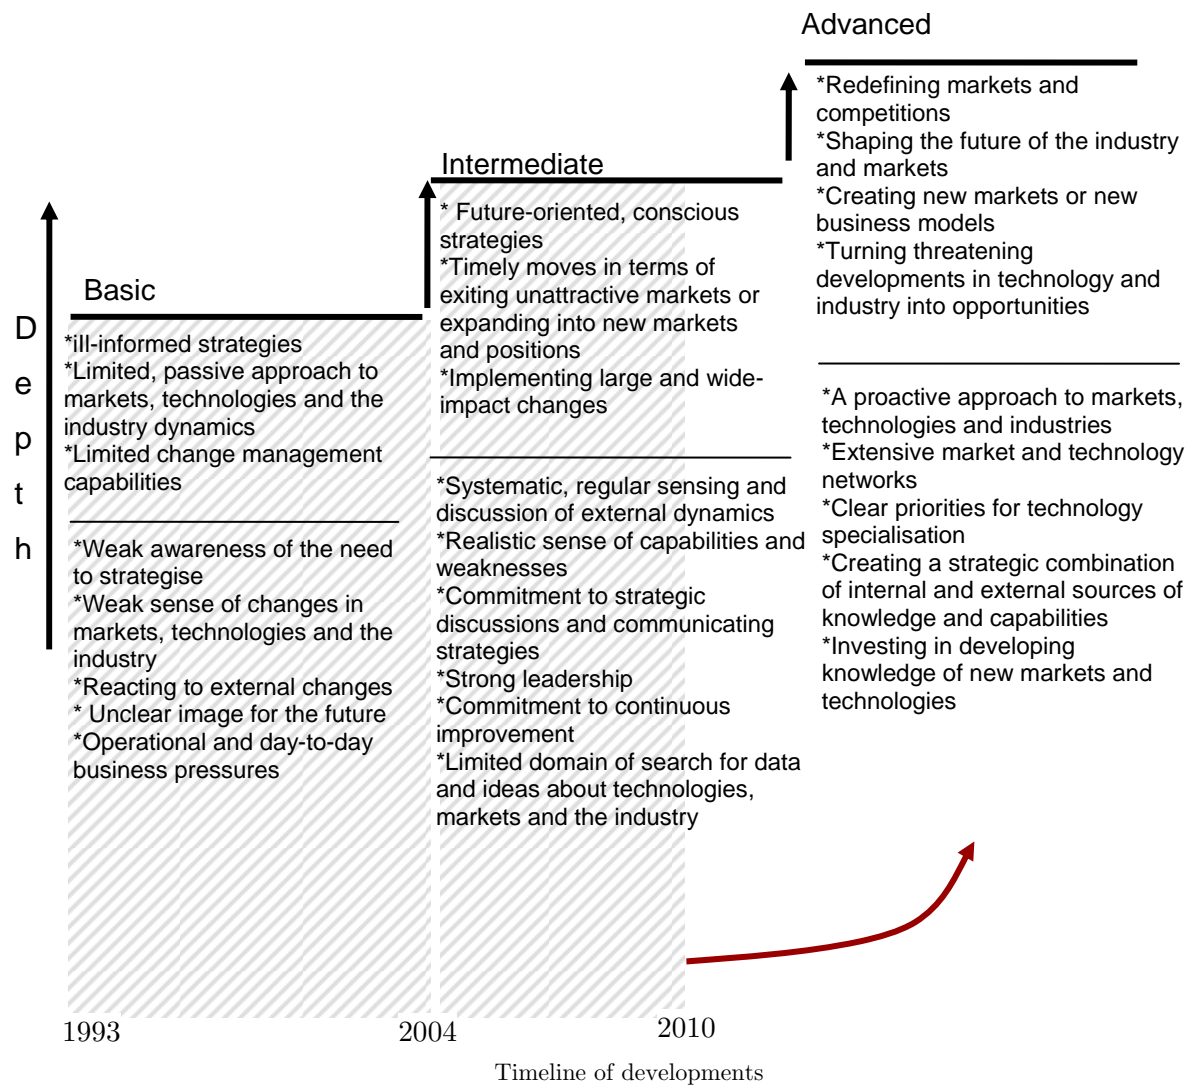 Advanced
*Redefining markets and
competitions
*Shaping the future of the industry
and markets
*Creating new markets or new
business models
*Turning threatening
developments in technology and
industry into opportunities
*A proactive approach to markets,
technologies and industries
*Extensive market and technology
networks
*Clear priorities for technology
specialisation
*Creating a strategic combination
of internal and external sources of
knowledge and capabilities
*Investing in developing
knowledge of new markets and
technologies
Intermediate
* Future-oriented, conscious
strategies
*Timely moves in terms of
exiting unattractive markets or
expanding into new markets
and positions
*Implementing large and wide-
impact changes
*Systematic, regular sensing and
discussion of external dynamics
*Realistic sense of capabilities and
weaknesses
*Commitment to strategic
discussions and communicating
strategies
*Strong leadership
*Commitment to continuous
improvement
*Limited domain of search for data
and ideas about technologies,
markets and the industry
Basic
*ill-informed strategies
*Limited, passive approach to
markets, technologies and the
industry dynamics
*Limited change management
capabilities
*Weak awareness of the need
to strategise
*Weak sense of changes in
markets, technologies and the
industry
*Reacting to external changes
* Unclear image for the future
*Operational and day-to-day
business pressures
D
e
p
t
h
1993
2004
2010
Timeline of developments